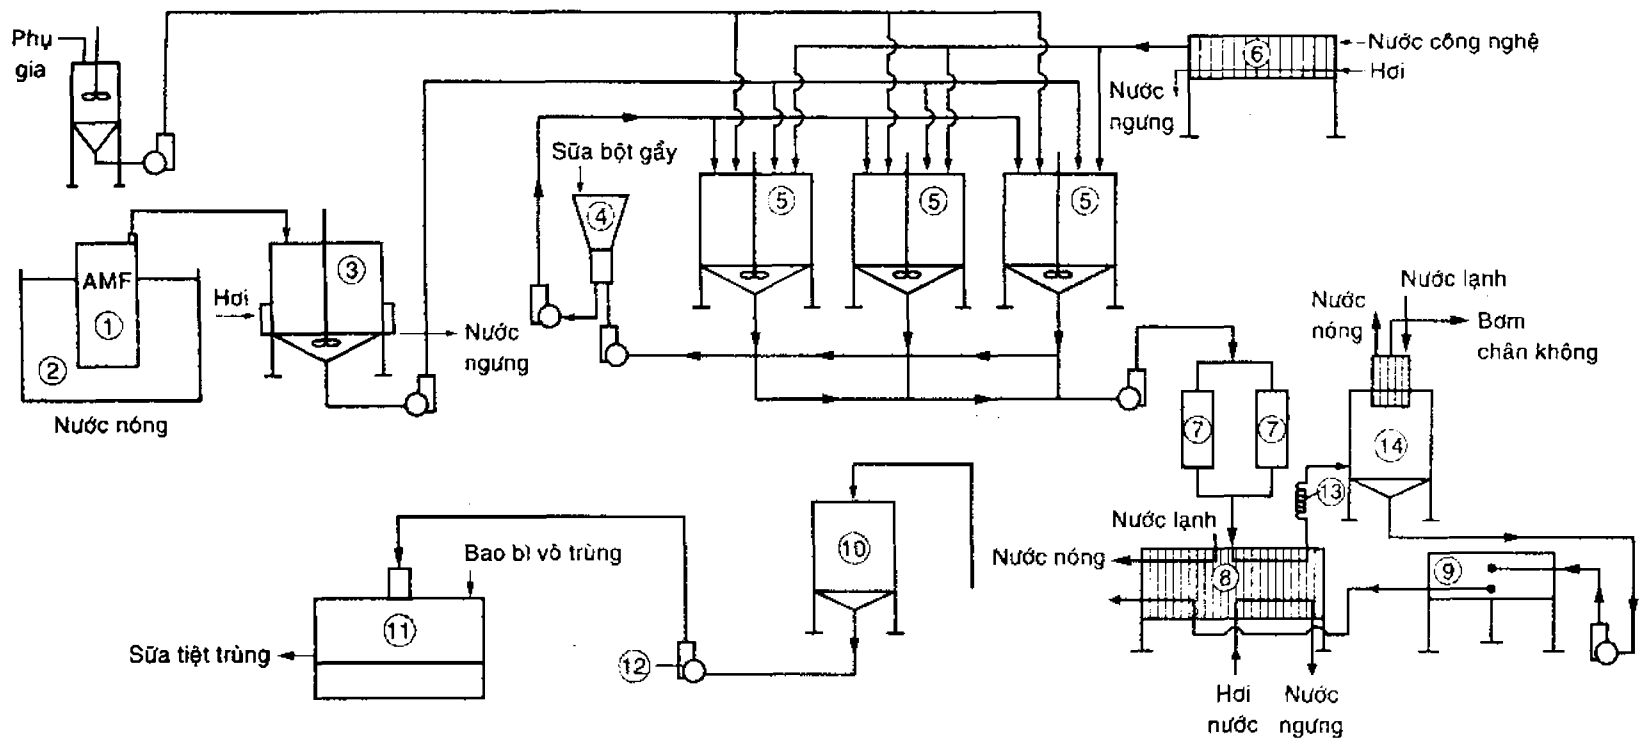 Phụ
gia
Nước công nghệ
6
Hơi
Nước
ngưng
Sữa bột gầy
4
5
5
5
AMF
1
2
3
Hơi
Nước
ngưng
Nước nóng
Nước
nóng
Nước lạnh
Bơm
chân không
7
7
14
13
Nước lạnh
Nước nóng
8
9
Hơi
nước
Nước
ngưng
10
Bao bì vô trùng
11
12
Sữa tiệt trùng